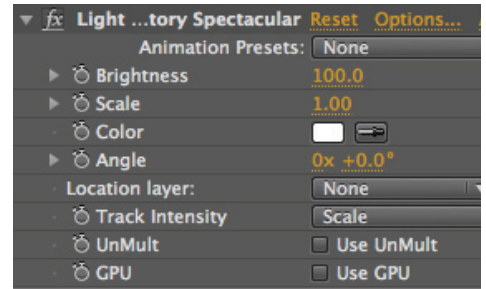 fx Light ...tory Spectacular Reset Options...
Animation Presets: None
Brightness 100.0
Scale 1.00
Color
Angle 0x +0.0°
Location layer: None
Track Intensity Scale
UnMult Use UnMult
GPU Use GPU